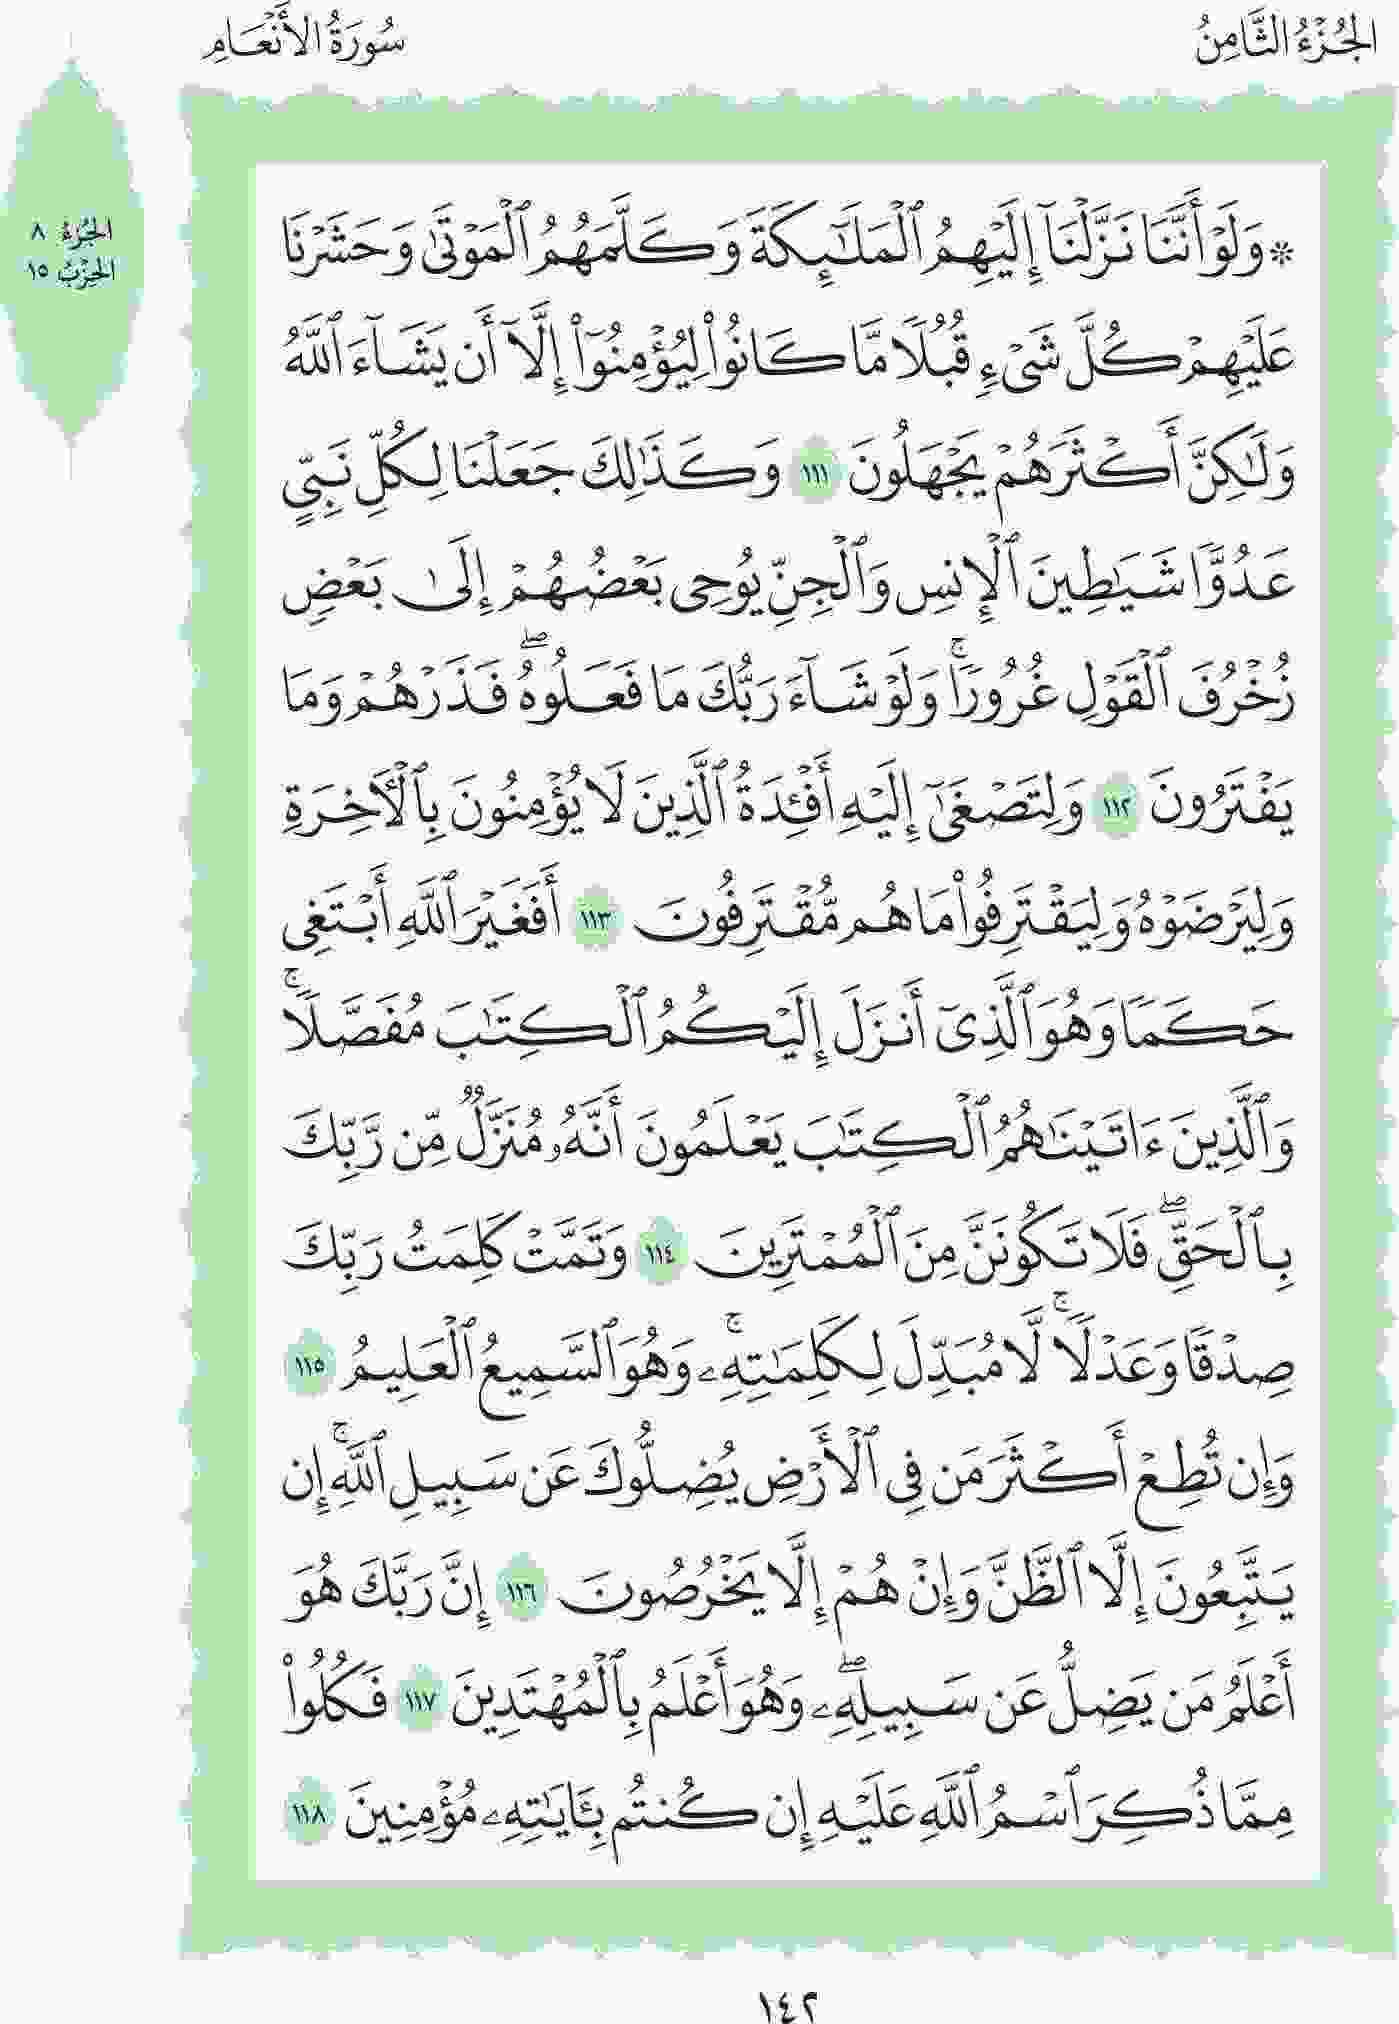 الجُزْءُ الثَّامِنُ
سُورَةُ الأَنْعَامِ
الجُزْءُ ٨
الحِزْبُ ١٥
۞ وَلَوْ أَنَّنَا نَزَّلْنَآ إِلَيْهِمُ ٱلْمَلَٰٓئِكَةَ وَكَلَّمَهُمُ ٱلْمَوْتَىٰ وَحَشَرْنَا
عَلَيْهِمْ كُلَّ شَىْءٍ قُبُلًا مَّا كَانُوا۟ لِيُؤْمِنُوٓا۟ إِلَّآ أَن يَشَآءَ ٱللَّهُ
وَلَٰكِنَّ أَكْثَرَهُمْ يَجْهَلُونَ ١١١ وَكَذَٰلِكَ جَعَلْنَا لِكُلِّ نَبِىٍّ
عَدُوًّا شَيَٰطِينَ ٱلْإِنسِ وَٱلْجِنِّ يُوحِى بَعْضُهُمْ إِلَىٰ بَعْضٍ
زُخْرُفَ ٱلْقَوْلِ غُرُورًا ۚ وَلَوْ شَآءَ رَبُّكَ مَا فَعَلُوهُ ۖ فَذَرْهُمْ وَمَا
يَفْتَرُونَ ١١٢ وَلِتَصْغَىٰٓ إِلَيْهِ أَفْـِٔدَةُ ٱلَّذِينَ لَا يُؤْمِنُونَ بِٱلْـَٔاخِرَةِ
وَلِيَرْضَوْهُ وَلِيَقْتَرِفُوا۟ مَا هُم مُّقْتَرِفُونَ ١١٣ أَفَغَيْرَ ٱللَّهِ أَبْتَغِى
حَكَمًا وَهُوَ ٱلَّذِىٓ أَنزَلَ إِلَيْكُمُ ٱلْكِتَٰبَ مُفَصَّلًا ۚ
وَٱلَّذِينَ ءَاتَيْنَٰهُمُ ٱلْكِتَٰبَ يَعْلَمُونَ أَنَّهُۥ مُنَزَّلٌ مِّن رَّبِّكَ
بِٱلْحَقِّ ۖ فَلَا تَكُونَنَّ مِنَ ٱلْمُمْتَرِينَ ١١٤ وَتَمَّتْ كَلِمَتُ رَبِّكَ
صِدْقًا وَعَدْلًا ۚ لَّا مُبَدِّلَ لِكَلِمَٰتِهِۦ ۚ وَهُوَ ٱلسَّمِيعُ ٱلْعَلِيمُ ١١٥
وَإِن تُطِعْ أَكْثَرَ مَن فِى ٱلْأَرْضِ يُضِلُّوكَ عَن سَبِيلِ ٱللَّهِ ۚ إِن
يَتَّبِعُونَ إِلَّا ٱلظَّنَّ وَإِنْ هُمْ إِلَّا يَخْرُصُونَ ١١٦ إِنَّ رَبَّكَ هُوَ
أَعْلَمُ مَن يَضِلُّ عَن سَبِيلِهِۦ ۖ وَهُوَ أَعْلَمُ بِٱلْمُهْتَدِينَ ١١٧ فَكُلُوا۟
مِمَّا ذُكِرَ ٱسْمُ ٱللَّهِ عَلَيْهِ إِن كُنتُم بِـَٔايَٰتِهِۦ مُؤْمِنِينَ ١١٨
١٤٢